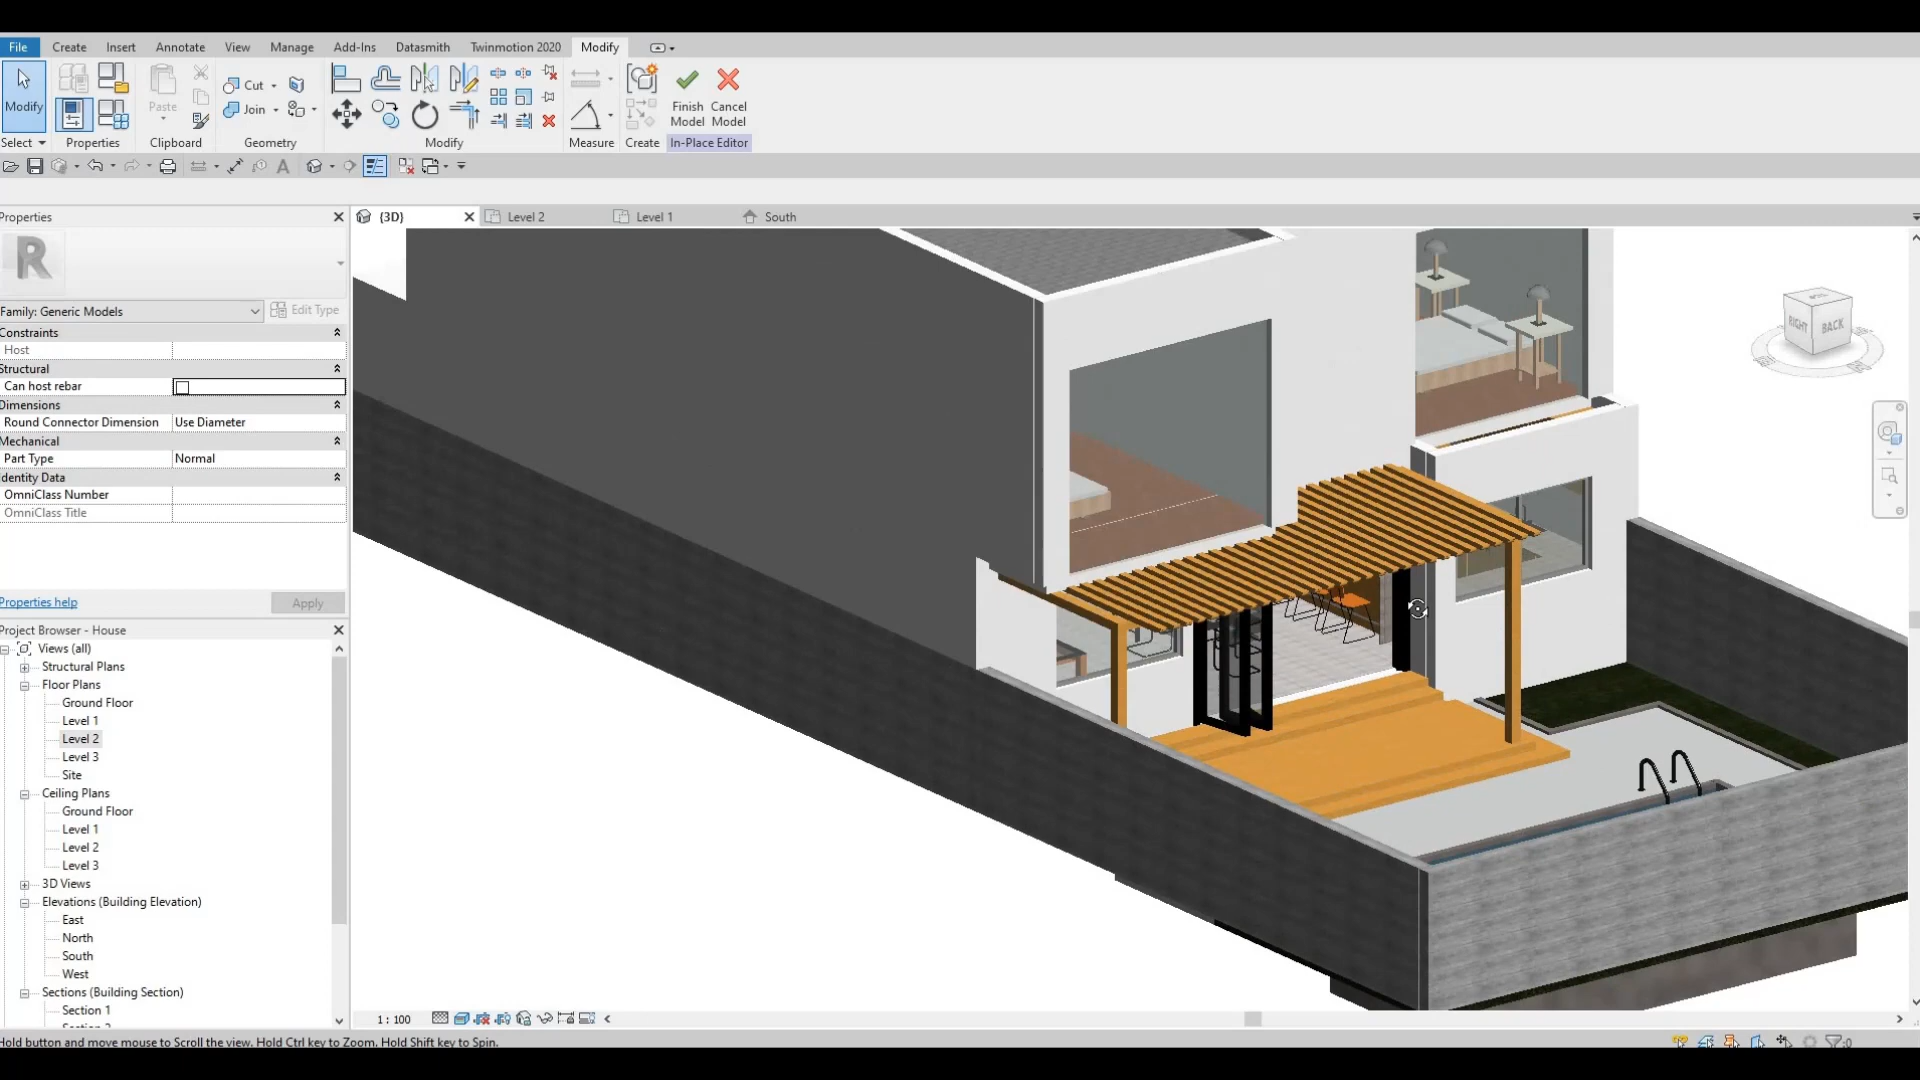 File Create Insert Annotate View Manage Add-Ins Datasmith Twinmotion 2020 Modify
Modify
Paste
Cut
Join
Finish Model
Cancel Model
Select Properties Clipboard Geometry Modify Measure Create In-Place Editor
Properties
{3D} Level 2 Level 1 South
R
Family: Generic Models Edit Type
Constraints
Host
Structural
Can host rebar
Dimensions
Round Connector Dimension Use Diameter
Mechanical
Part Type Normal
Identity Data
OmniClass Number
OmniClass Title
Properties help Apply
Project Browser - House
Views (all)
Structural Plans
Floor Plans
Ground Floor
Level 1
Level 2
Level 3
Site
Ceiling Plans
Ground Floor
Level 1
Level 2
Level 3
3D Views
Elevations (Building Elevation)
East
North
South
West
Sections (Building Section)
Section 1
RIGHT BACK
1 : 100
Hold button and move mouse to Scroll the view. Hold Ctrl key to Zoom. Hold Shift key to Spin.
:0